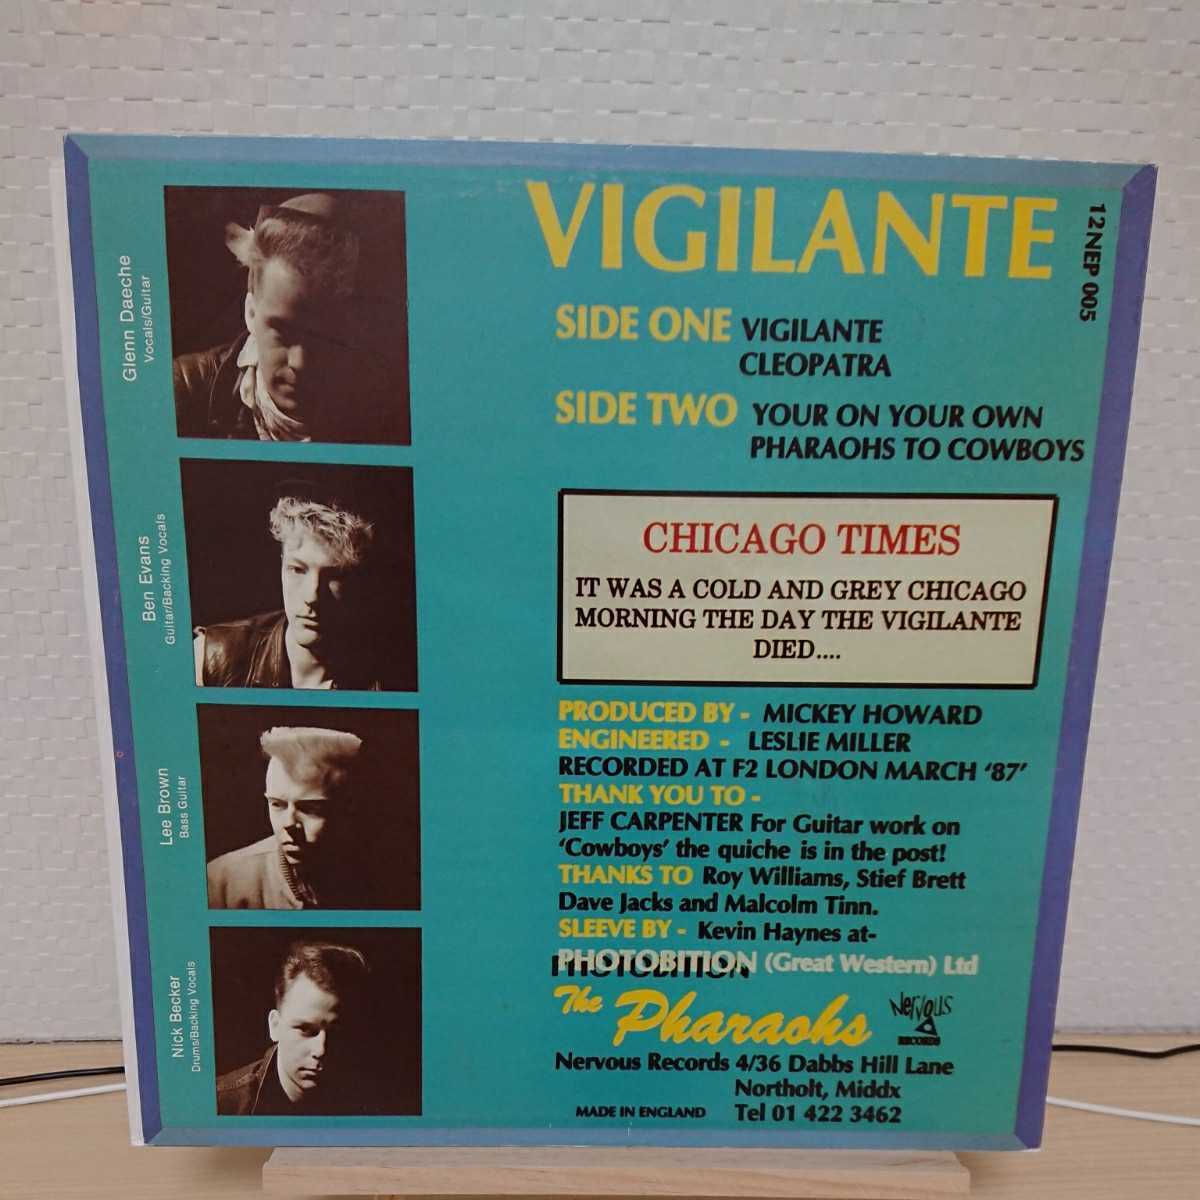 Glenn Daeche
Vocals/Guitar
Ben Evans
Guitar/Backing Vocals
Lee Brown
Bass Guitar
Nick Becker
Drums/Backing Vocals
VIGILANTE
12NEP 005
SIDE ONE VIGILANTE
CLEOPATRA
SIDE TWO YOUR ON YOUR OWN
PHARAOHS TO COWBOYS
CHICAGO TIMES
IT WAS A COLD AND GREY CHICAGO
MORNING THE DAY THE VIGILANTE
DIED....
PRODUCED BY - MICKEY HOWARD
ENGINEERED - LESLIE MILLER
RECORDED AT F2 LONDON MARCH '87'
THANK YOU TO -
JEFF CARPENTER For Guitar work on
'Cowboys' the quiche is in the post!
THANKS TO Roy Williams, Stief Brett
Dave Jacks and Malcolm Tinn.
SLEEVE BY - Kevin Haynes at-
PHOTOBITION (Great Western) Ltd
The Pharaohs
Nervous
RECORDS
Nervous Records 4/36 Dabbs Hill Lane
Northolt, Middx
MADE IN ENGLAND Tel 01 422 3462